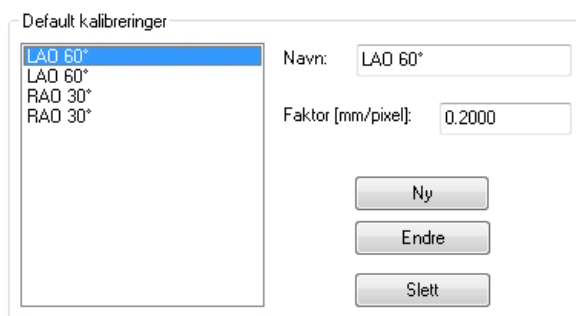 Default kalibreringer
LAO 60°
LAO 60°
RAO 30°
RAO 30°
Navn: LAO 60°
Faktor [mm/pixel]: 0.2000
Ny
Endre
Slett